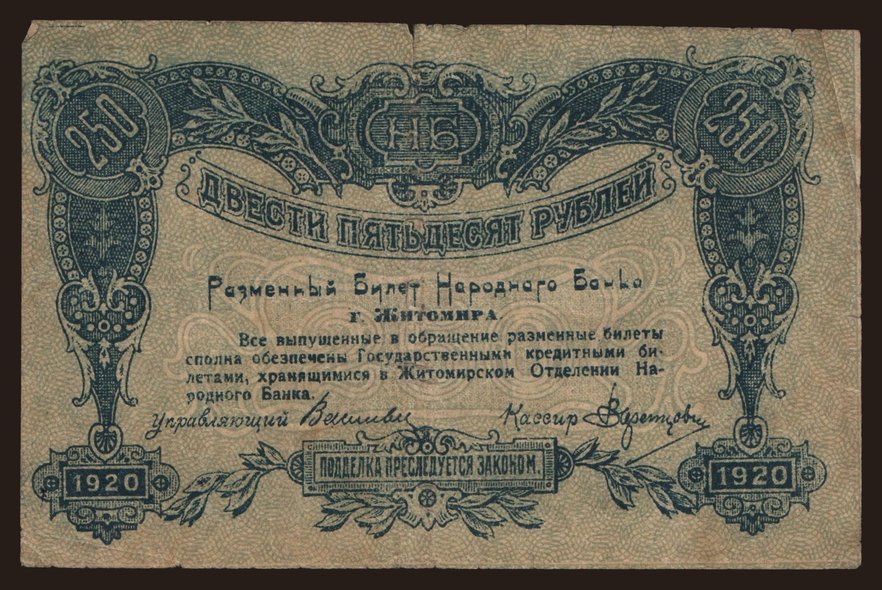 250
НБ
250
ДВЕСТИ ПЯТЬДЕСЯТ РУБЛЕЙ
Разменный Билет Народного Банка
г. Житомира
Все выпущенные в обращение разменные билеты
сполна обезпечены Государственными кредитными би-
летами, хранящимися в Житомирском Отделении На-
родного Банка.
Управляющий
Кассир
1920
ПОДДЕЛКА ПРЕСЛЕДУЕТСЯ ЗАКОНОМ.
1920